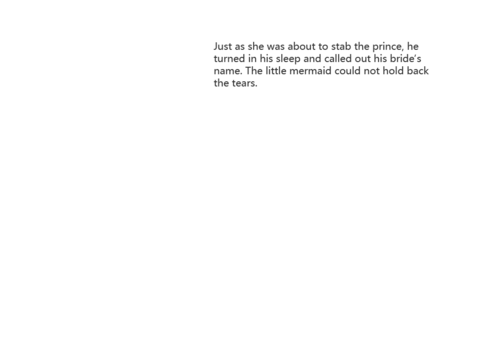 Just as she was about to stab the prince, he
turned in his sleep and called out his bride's
name. The little mermaid could not hold back
the tears.